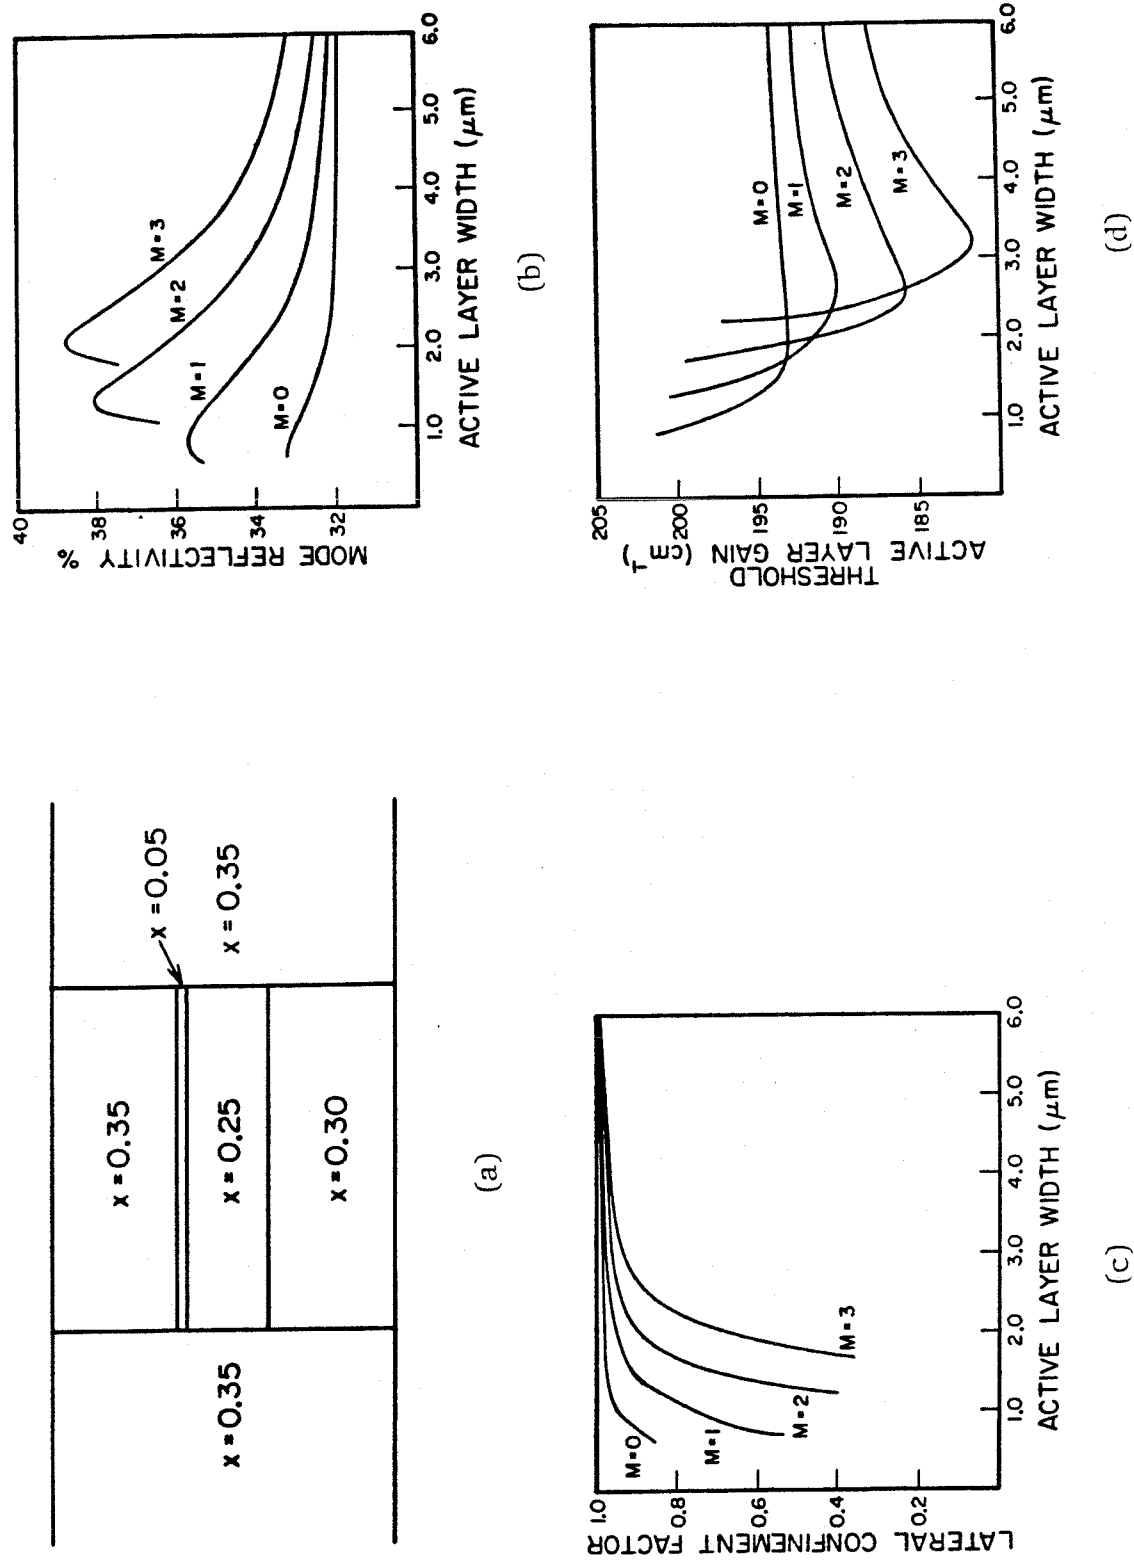 x = 0.35
x = 0.05
x = 0.35
x = 0.25
x = 0.35
x = 0.30
(a)
MODE REFLECTIVITY %
40
38
36
34
32
M=3
M=2
M=1
M=0
1.0
2.0
3.0
4.0
5.0
6.0
ACTIVE LAYER WIDTH (μm)
(b)
LATERAL CONFINEMENT FACTOR
1.0
0.8
0.6
0.4
0.2
M=0
M=1
M=2
M=3
1.0
2.0
3.0
4.0
5.0
6.0
ACTIVE LAYER WIDTH (μm)
(c)
THRESHOLD
ACTIVE LAYER GAIN (cm⁻¹)
205
200
195
190
185
M=0
M=1
M=2
M=3
1.0
2.0
3.0
4.0
5.0
6.0
ACTIVE LAYER WIDTH (μm)
(d)